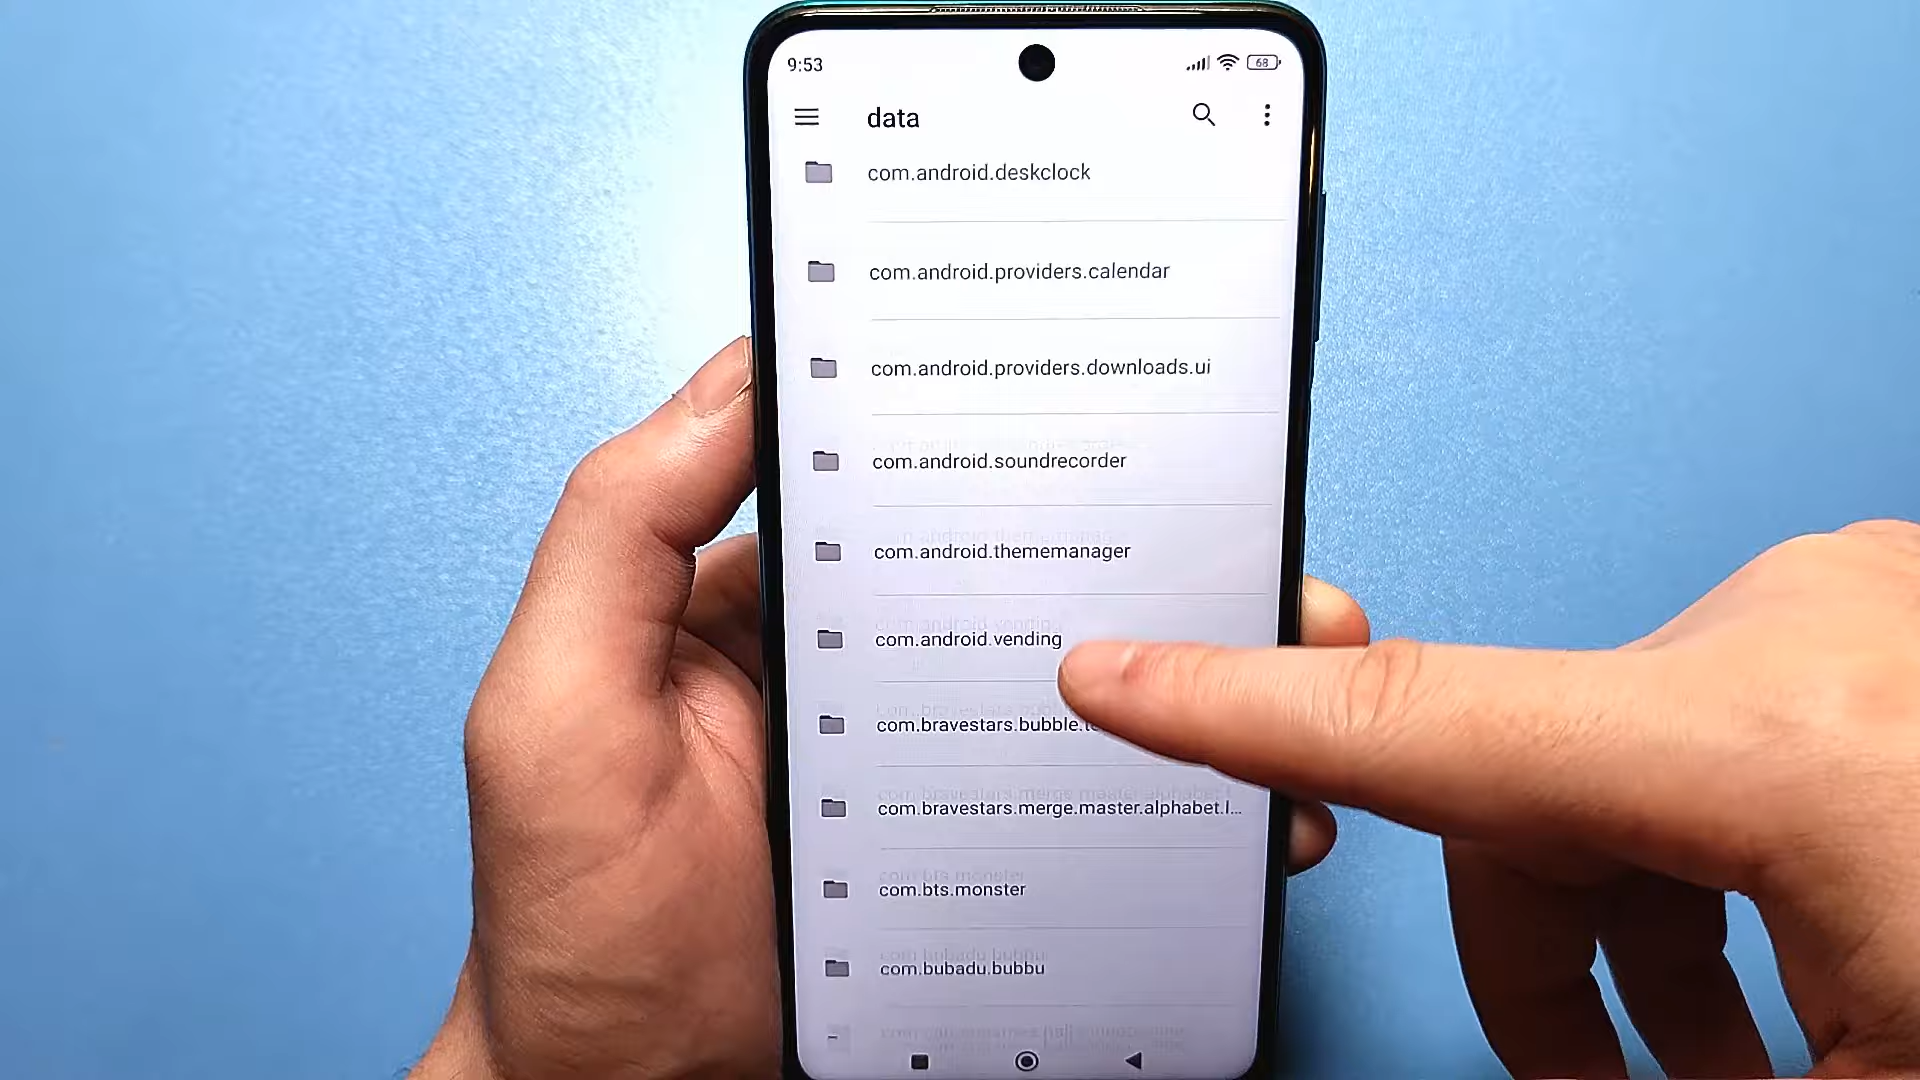 9:53
68
data
com.android.deskclock
com.android.providers.calendar
com.android.providers.downloads.ui
com.android.soundrecorder
com.android.thememanager
com.android.vending
com.bravestars.bubble.
com.bravestars.merge.master.alphabet.l...
com.bts.monster
com.bubadu.bubbu